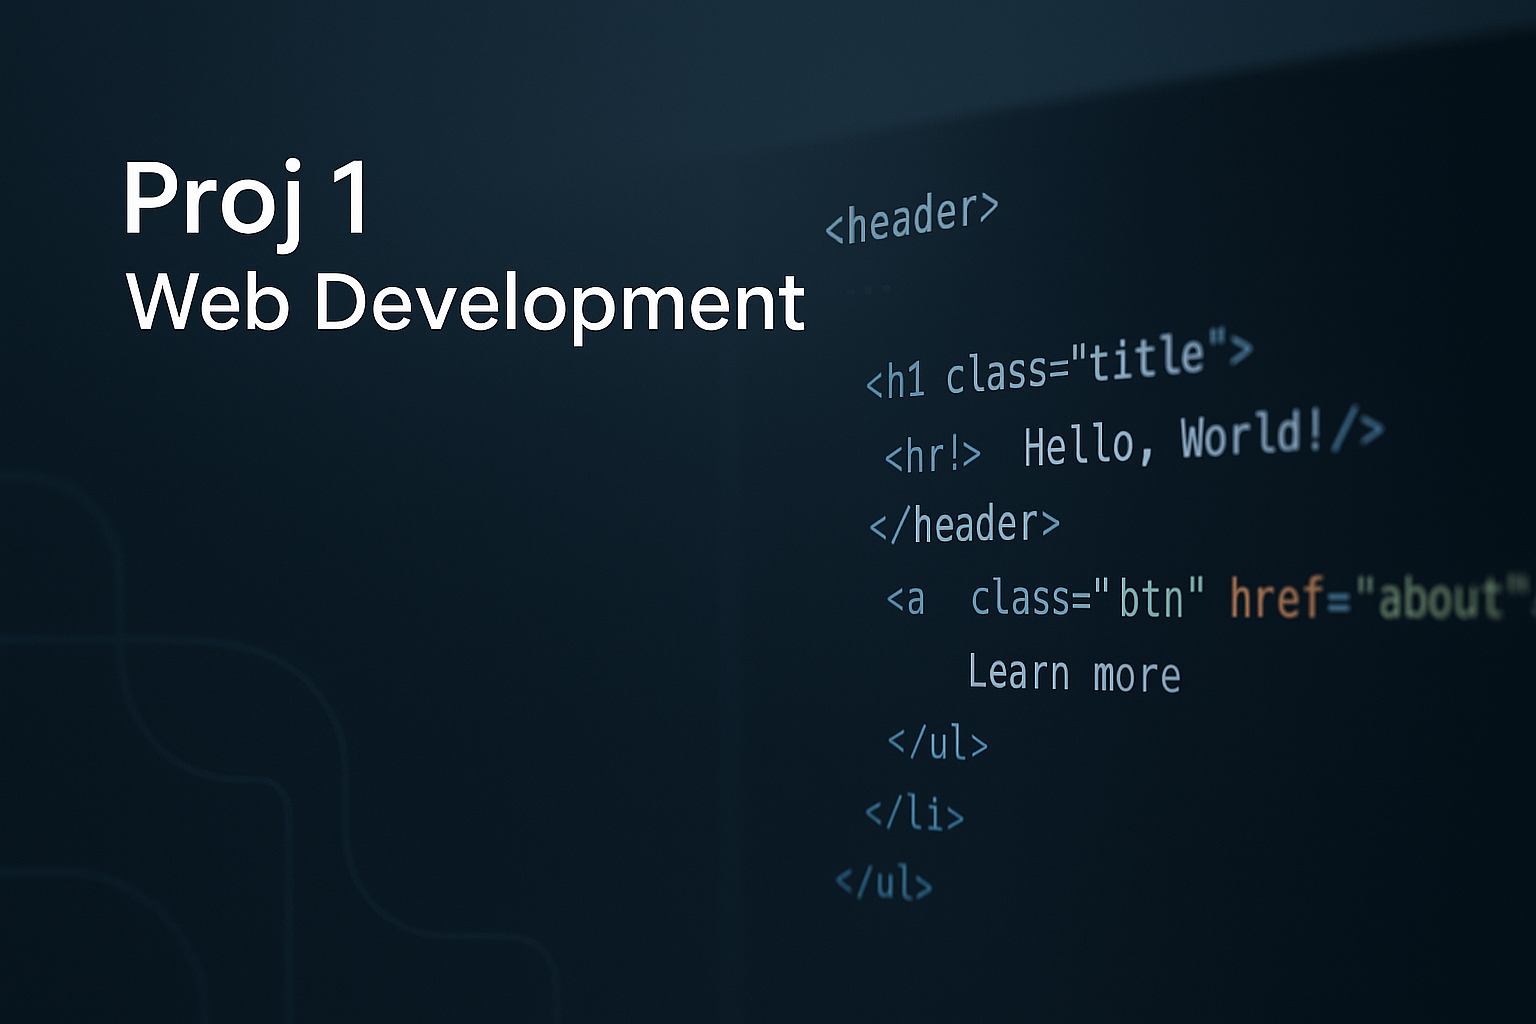 Proj 1
Web Development
<header>
<h1 class="title">
<hr!> Hello, World!/>
</header>
<a class="btn" href="about"
Learn more
</ul>
</li>
</ul>